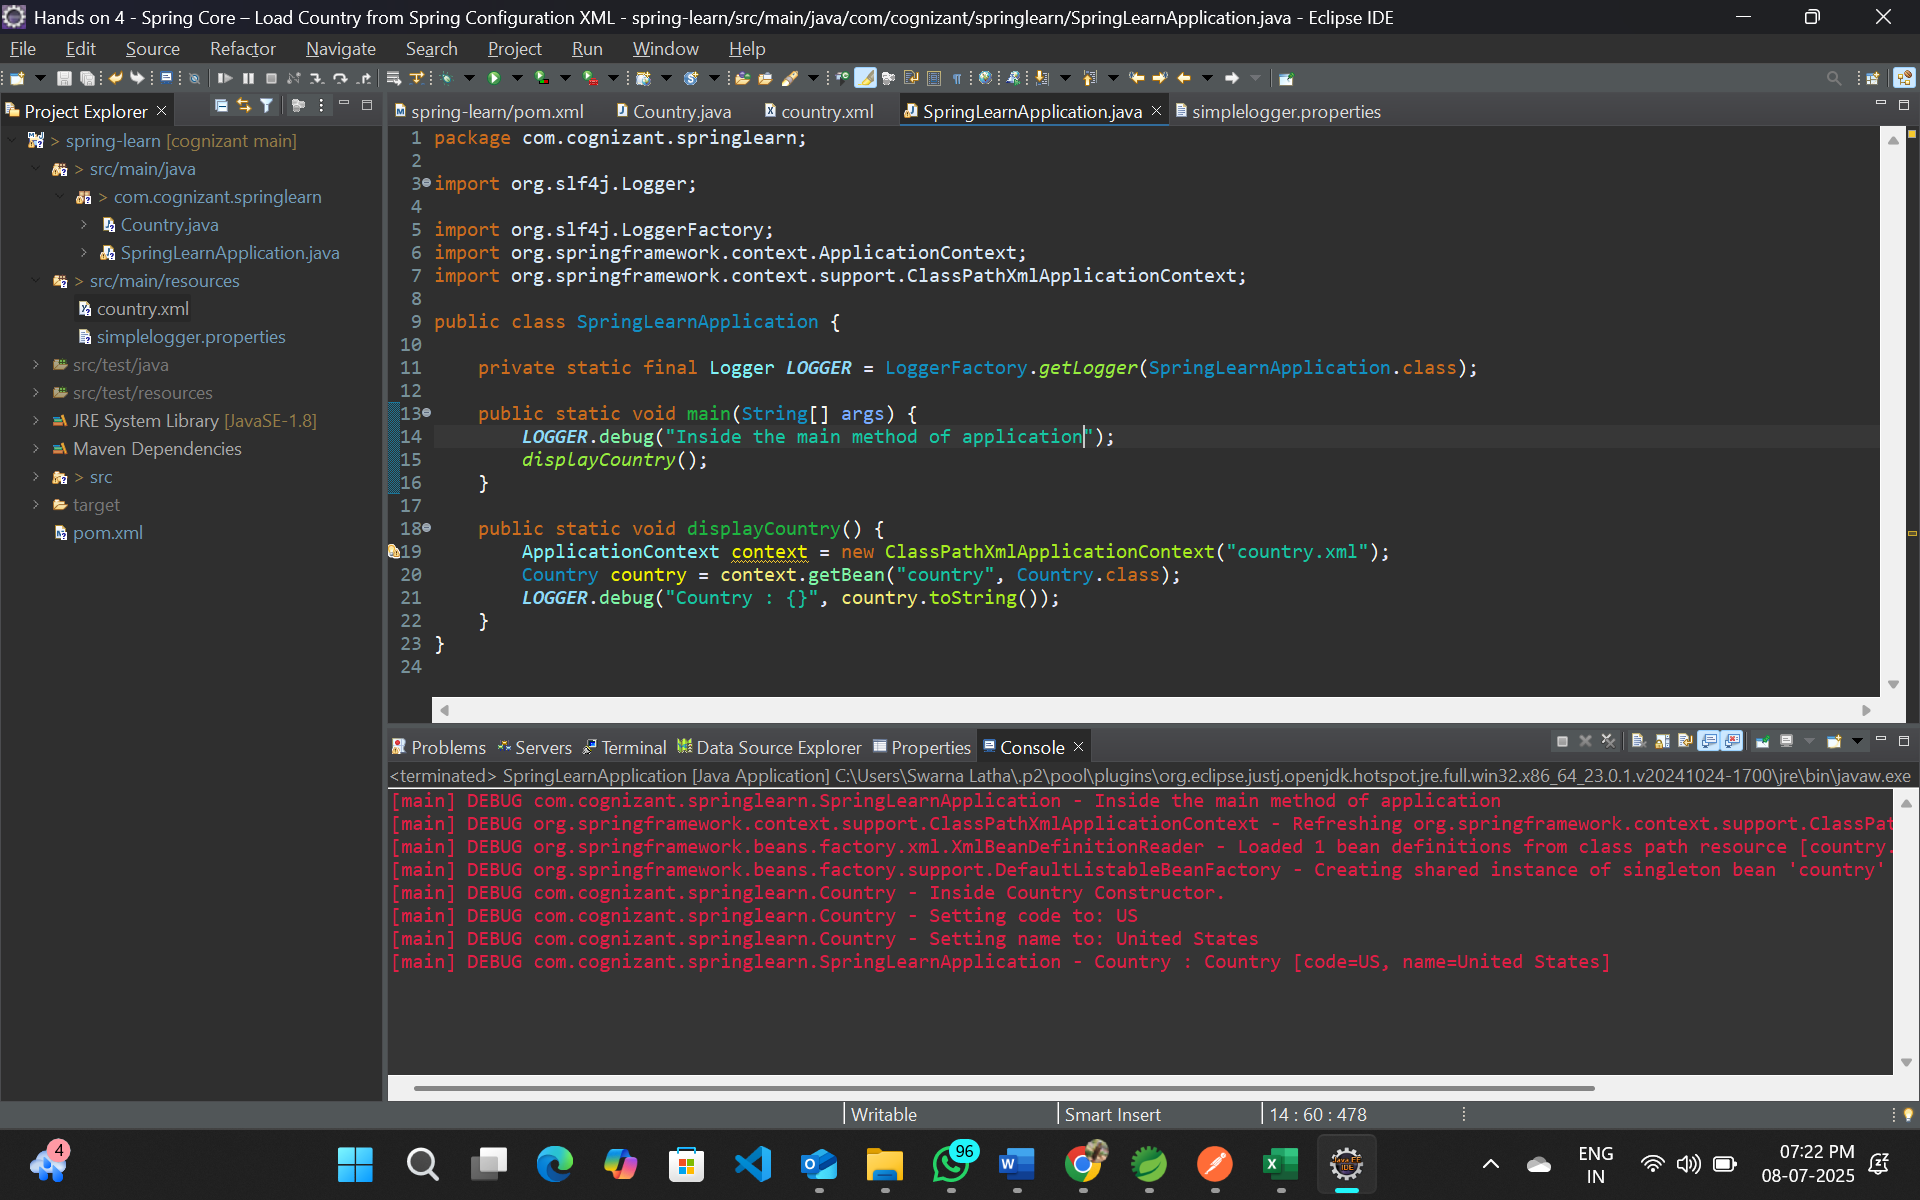 Hands on 4 - Spring Core – Load Country from Spring Configuration XML - spring-learn/src/main/java/com/cognizant/springlearn/SpringLearnApplication.java - Eclipse IDE
File Edit Source Refactor Navigate Search Project Run Window Help
Project Explorer
> spring-learn [cognizant main]
> src/main/java
> com.cognizant.springlearn
Country.java
SpringLearnApplication.java
> src/main/resources
country.xml
simplelogger.properties
src/test/java
src/test/resources
JRE System Library [JavaSE-1.8]
Maven Dependencies
> src
target
pom.xml
spring-learn/pom.xml Country.java country.xml SpringLearnApplication.java simplelogger.properties
1 package com.cognizant.springlearn;
2
3 import org.slf4j.Logger;
4
5 import org.slf4j.LoggerFactory;
6 import org.springframework.context.ApplicationContext;
7 import org.springframework.context.support.ClassPathXmlApplicationContext;
8
9 public class SpringLearnApplication {
10
11 private static final Logger LOGGER = LoggerFactory.getLogger(SpringLearnApplication.class);
12
13 public static void main(String[] args) {
14 LOGGER.debug("Inside the main method of application");
15 displayCountry();
16 }
17
18 public static void displayCountry() {
19 ApplicationContext context = new ClassPathXmlApplicationContext("country.xml");
20 Country country = context.getBean("country", Country.class);
21 LOGGER.debug("Country : {}", country.toString());
22 }
23 }
24
Problems Servers Terminal Data Source Explorer Properties Console
<terminated> SpringLearnApplication [Java Application] C:\Users\Swarna Latha\.p2\pool\plugins\org.eclipse.justj.openjdk.hotspot.jre.full.win32.x86_64_23.0.1.v20241024-1700\jre\bin\javaw.exe
[main] DEBUG com.cognizant.springlearn.SpringLearnApplication - Inside the main method of application
[main] DEBUG org.springframework.context.support.ClassPathXmlApplicationContext - Refreshing org.springframework.context.support.ClassPat
[main] DEBUG org.springframework.beans.factory.xml.XmlBeanDefinitionReader - Loaded 1 bean definitions from class path resource [country.
[main] DEBUG org.springframework.beans.factory.support.DefaultListableBeanFactory - Creating shared instance of singleton bean 'country'
[main] DEBUG com.cognizant.springlearn.Country - Inside Country Constructor.
[main] DEBUG com.cognizant.springlearn.Country - Setting code to: US
[main] DEBUG com.cognizant.springlearn.Country - Setting name to: United States
[main] DEBUG com.cognizant.springlearn.SpringLearnApplication - Country : Country [code=US, name=United States]
Writable Smart Insert 14 : 60 : 478
4
96
ENG
IN
07:22 PM
08-07-2025